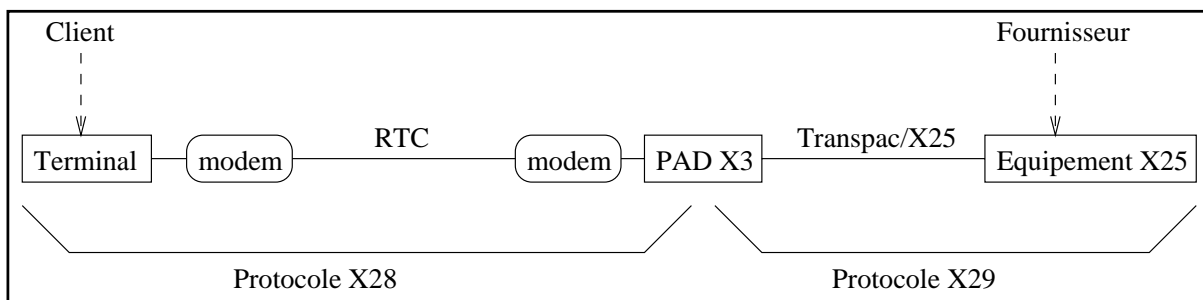 Client
Fournisseur
RTC
Transpac/X25
Terminal
modem
modem
PAD X3
Equipement X25
Protocole X28
Protocole X29